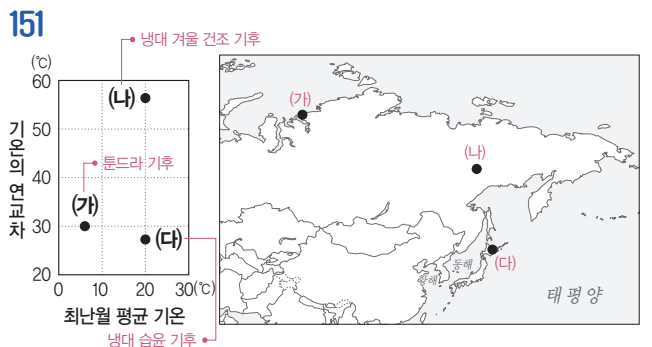 151
냉대 겨울 건조 기후
(℃)
60
50
40
30
20
기온의 연교차
(나)
툰드라 기후
(가)
(다)
10 20 30(℃)
최난월 평균 기온
냉대 습윤 기후
(가)
(나)
(다)
동해
황해
태평양